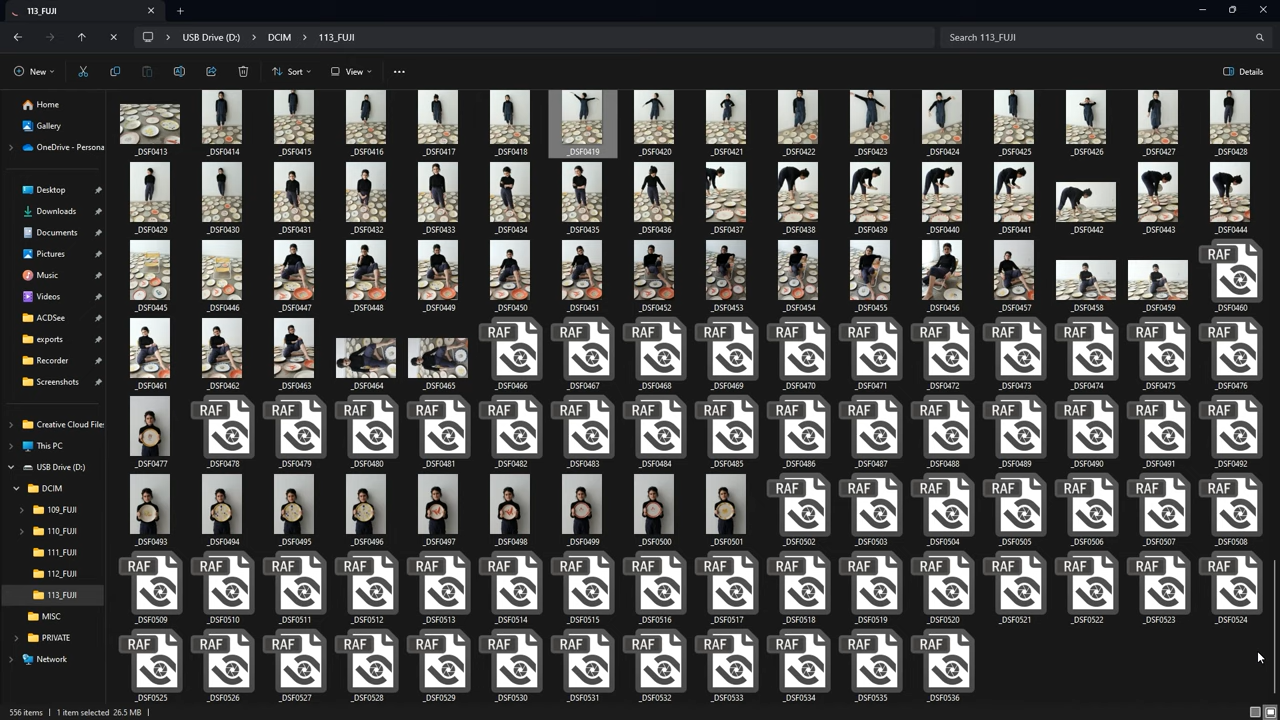 113_FUJI
USB Drive (D:) DCIM 113_FUJI Search 113_FUJI
New Sort View Details
Home
Gallery
OneDrive - Persona
Desktop
Downloads
Documents
Pictures
Music
Videos
ACDSee
exports
Recorder
Screenshots
Creative Cloud Files
This PC
USB Drive (D:)
DCIM
109_FUJI
110_FUJI
111_FUJI
112_FUJI
113_FUJI
MISC
PRIVATE
Network
_DSF0413 _DSF0414 _DSF0415 _DSF0416 _DSF0417 _DSF0418 _DSF0419 _DSF0420 _DSF0421 _DSF0422 _DSF0423 _DSF0424 _DSF0425 _DSF0426 _DSF0427 _DSF0428
_DSF0429 _DSF0430 _DSF0431 _DSF0432 _DSF0433 _DSF0434 _DSF0435 _DSF0436 _DSF0437 _DSF0438 _DSF0439 _DSF0440 _DSF0441 _DSF0442 _DSF0443 _DSF0444
RAF
_DSF0445 _DSF0446 _DSF0447 _DSF0448 _DSF0449 _DSF0450 _DSF0451 _DSF0452 _DSF0453 _DSF0454 _DSF0455 _DSF0456 _DSF0457 _DSF0458 _DSF0459 _DSF0460
RAF RAF RAF RAF RAF RAF RAF RAF RAF RAF RAF
_DSF0461 _DSF0462 _DSF0463 _DSF0464 _DSF0465 _DSF0466 _DSF0467 _DSF0468 _DSF0469 _DSF0470 _DSF0471 _DSF0472 _DSF0473 _DSF0474 _DSF0475 _DSF0476
RAF RAF RAF RAF RAF RAF RAF RAF RAF RAF RAF RAF RAF RAF RAF
_DSF0477 _DSF0478 _DSF0479 _DSF0480 _DSF0481 _DSF0482 _DSF0483 _DSF0484 _DSF0485 _DSF0486 _DSF0487 _DSF0488 _DSF0489 _DSF0490 _DSF0491 _DSF0492
RAF RAF RAF RAF RAF RAF RAF
_DSF0493 _DSF0494 _DSF0495 _DSF0496 _DSF0497 _DSF0498 _DSF0499 _DSF0500 _DSF0501 _DSF0502 _DSF0503 _DSF0504 _DSF0505 _DSF0506 _DSF0507 _DSF0508
RAF RAF RAF RAF RAF RAF RAF RAF RAF RAF RAF RAF RAF RAF RAF RAF
_DSF0509 _DSF0510 _DSF0511 _DSF0512 _DSF0513 _DSF0514 _DSF0515 _DSF0516 _DSF0517 _DSF0518 _DSF0519 _DSF0520 _DSF0521 _DSF0522 _DSF0523 _DSF0524
RAF RAF RAF RAF RAF RAF RAF RAF RAF RAF RAF RAF
_DSF0525 _DSF0526 _DSF0527 _DSF0528 _DSF0529 _DSF0530 _DSF0531 _DSF0532 _DSF0533 _DSF0534 _DSF0535 _DSF0536
556 items 1 item selected 26.5 MB